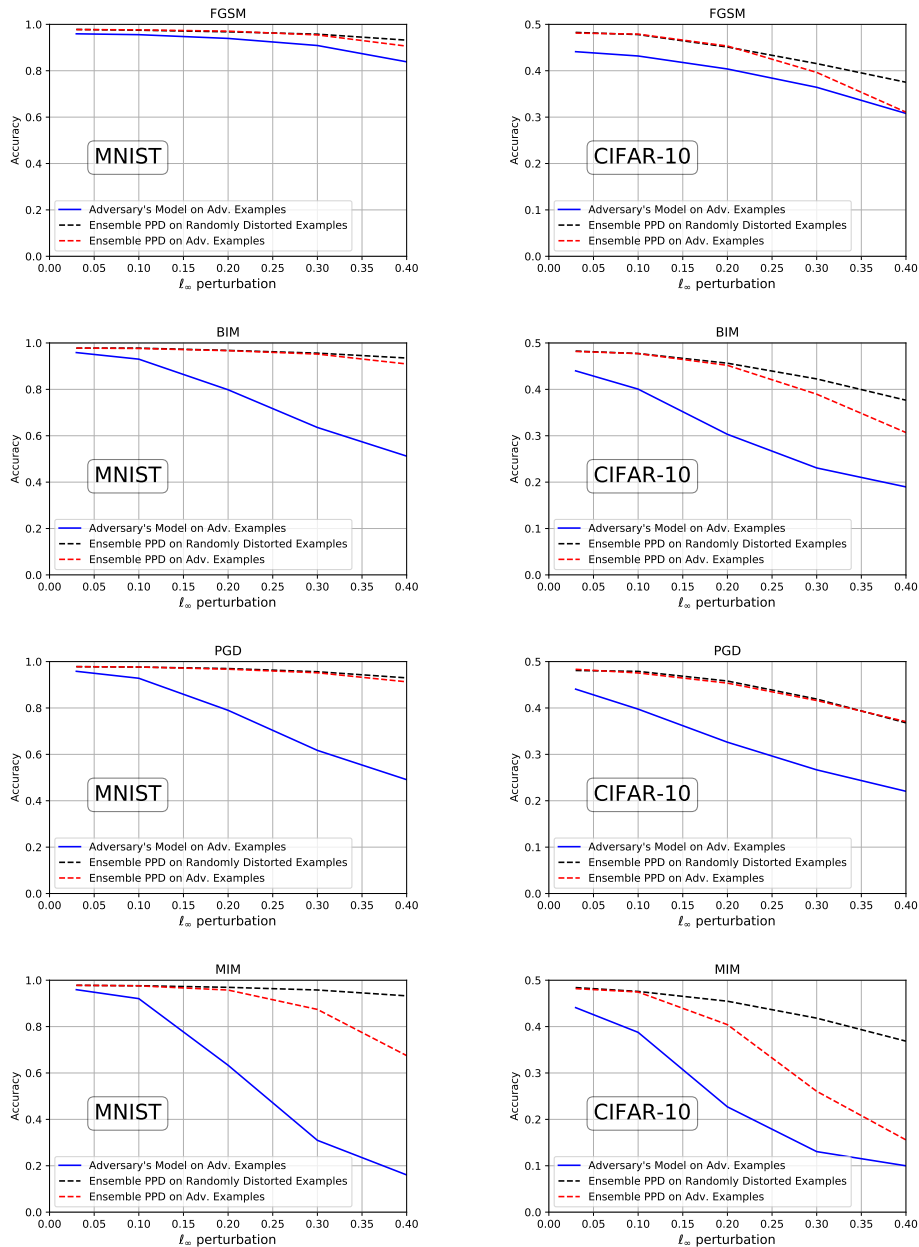 FGSM
1.0
0.8
0.6
0.4
0.2
0.0
Accuracy
MNIST
Adversary's Model on Adv. Examples
Ensemble PPD on Randomly Distorted Examples
Ensemble PPD on Adv. Examples
0.00 0.05 0.10 0.15 0.20 0.25 0.30 0.35 0.40
ℓ∞ perturbation
FGSM
0.5
0.4
0.3
0.2
0.1
0.0
Accuracy
CIFAR-10
Adversary's Model on Adv. Examples
Ensemble PPD on Randomly Distorted Examples
Ensemble PPD on Adv. Examples
0.00 0.05 0.10 0.15 0.20 0.25 0.30 0.35 0.40
ℓ∞ perturbation
BIM
1.0
0.8
0.6
0.4
0.2
0.0
Accuracy
MNIST
Adversary's Model on Adv. Examples
Ensemble PPD on Randomly Distorted Examples
Ensemble PPD on Adv. Examples
0.00 0.05 0.10 0.15 0.20 0.25 0.30 0.35 0.40
ℓ∞ perturbation
BIM
0.5
0.4
0.3
0.2
0.1
0.0
Accuracy
CIFAR-10
Adversary's Model on Adv. Examples
Ensemble PPD on Randomly Distorted Examples
Ensemble PPD on Adv. Examples
0.00 0.05 0.10 0.15 0.20 0.25 0.30 0.35 0.40
ℓ∞ perturbation
PGD
1.0
0.8
0.6
0.4
0.2
0.0
Accuracy
MNIST
Adversary's Model on Adv. Examples
Ensemble PPD on Randomly Distorted Examples
Ensemble PPD on Adv. Examples
0.00 0.05 0.10 0.15 0.20 0.25 0.30 0.35 0.40
ℓ∞ perturbation
PGD
0.5
0.4
0.3
0.2
0.1
0.0
Accuracy
CIFAR-10
Adversary's Model on Adv. Examples
Ensemble PPD on Randomly Distorted Examples
Ensemble PPD on Adv. Examples
0.00 0.05 0.10 0.15 0.20 0.25 0.30 0.35 0.40
ℓ∞ perturbation
MIM
1.0
0.8
0.6
0.4
0.2
0.0
Accuracy
MNIST
Adversary's Model on Adv. Examples
Ensemble PPD on Randomly Distorted Examples
Ensemble PPD on Adv. Examples
0.00 0.05 0.10 0.15 0.20 0.25 0.30 0.35 0.40
ℓ∞ perturbation
MIM
0.5
0.4
0.3
0.2
0.1
0.0
Accuracy
CIFAR-10
Adversary's Model on Adv. Examples
Ensemble PPD on Randomly Distorted Examples
Ensemble PPD on Adv. Examples
0.00 0.05 0.10 0.15 0.20 0.25 0.30 0.35 0.40
ℓ∞ perturbation